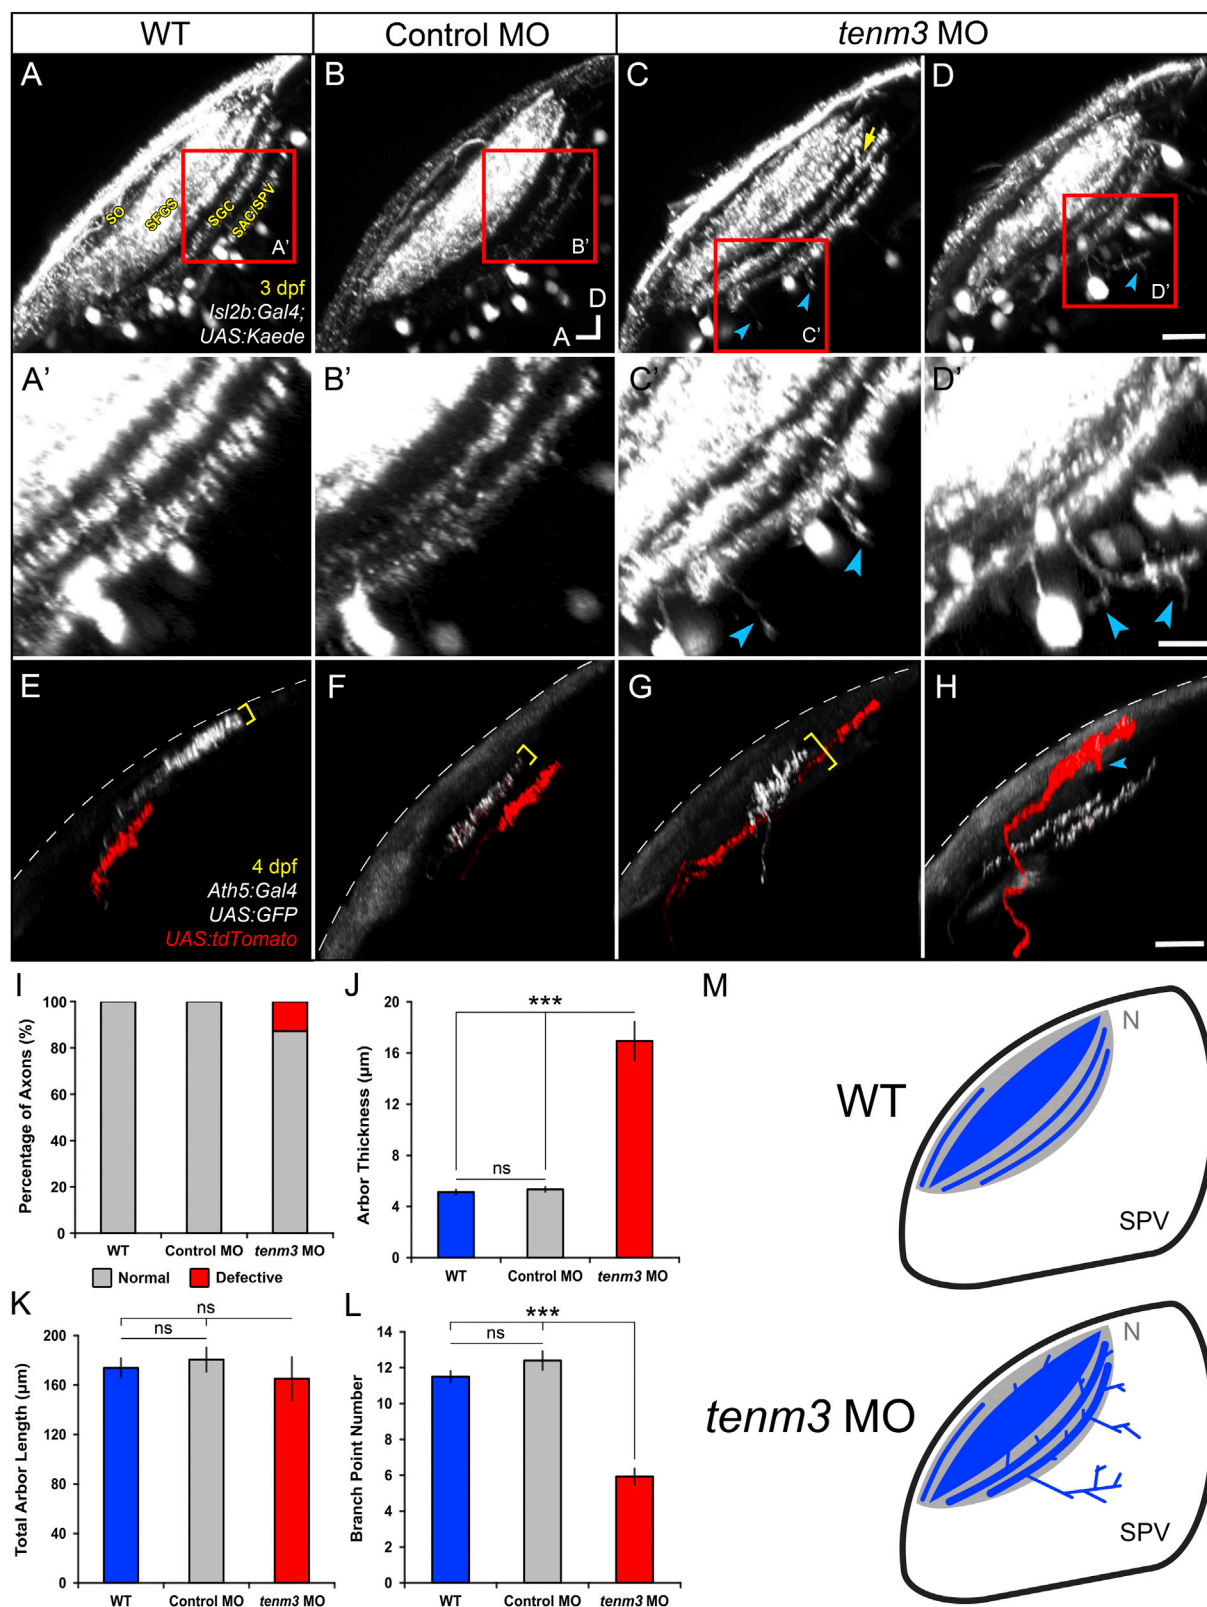 WT
Control MO
tenm3 MO
A
B
C
D
SO
SFGS
SGC
SAC/SPV
A'
B'
C'
D'
3 dpf
Isl2b:Gal4;
UAS:Kaede
D
A
A'
B'
C'
D'
E
F
G
H
4 dpf
Ath5:Gal4
UAS:GFP
UAS:tdTomato
I
Percentage of Axons (%)
100
80
60
40
20
0
WT
Control MO
tenm3 MO
Normal
Defective
J
Arbor Thickness (µm)
20
16
12
8
4
0
***
ns
WT
Control MO
tenm3 MO
K
Total Arbor Length (µm)
200
160
120
80
40
0
ns
ns
WT
Control MO
tenm3 MO
L
Branch Point Number
14
12
10
8
6
4
2
0
***
ns
WT
Control MO
tenm3 MO
M
WT
N
SPV
tenm3 MO
N
SPV